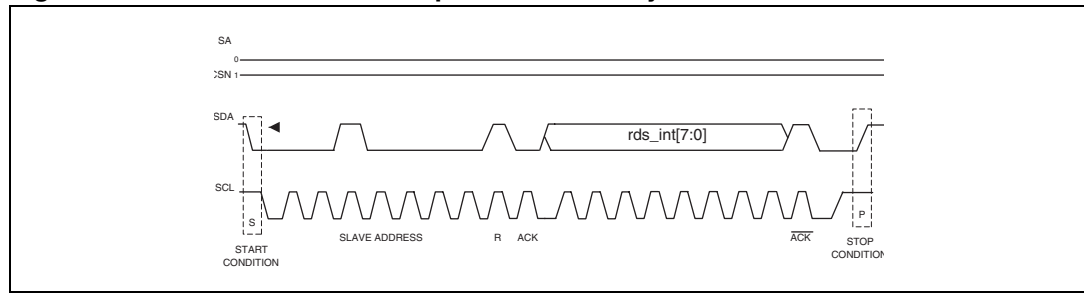 SA
0
CSN 1
SDA
rds_int[7:0]
SCL
S
P
SLAVE ADDRESS
R
ACK
ACK
START
CONDITION
STOP
CONDITION